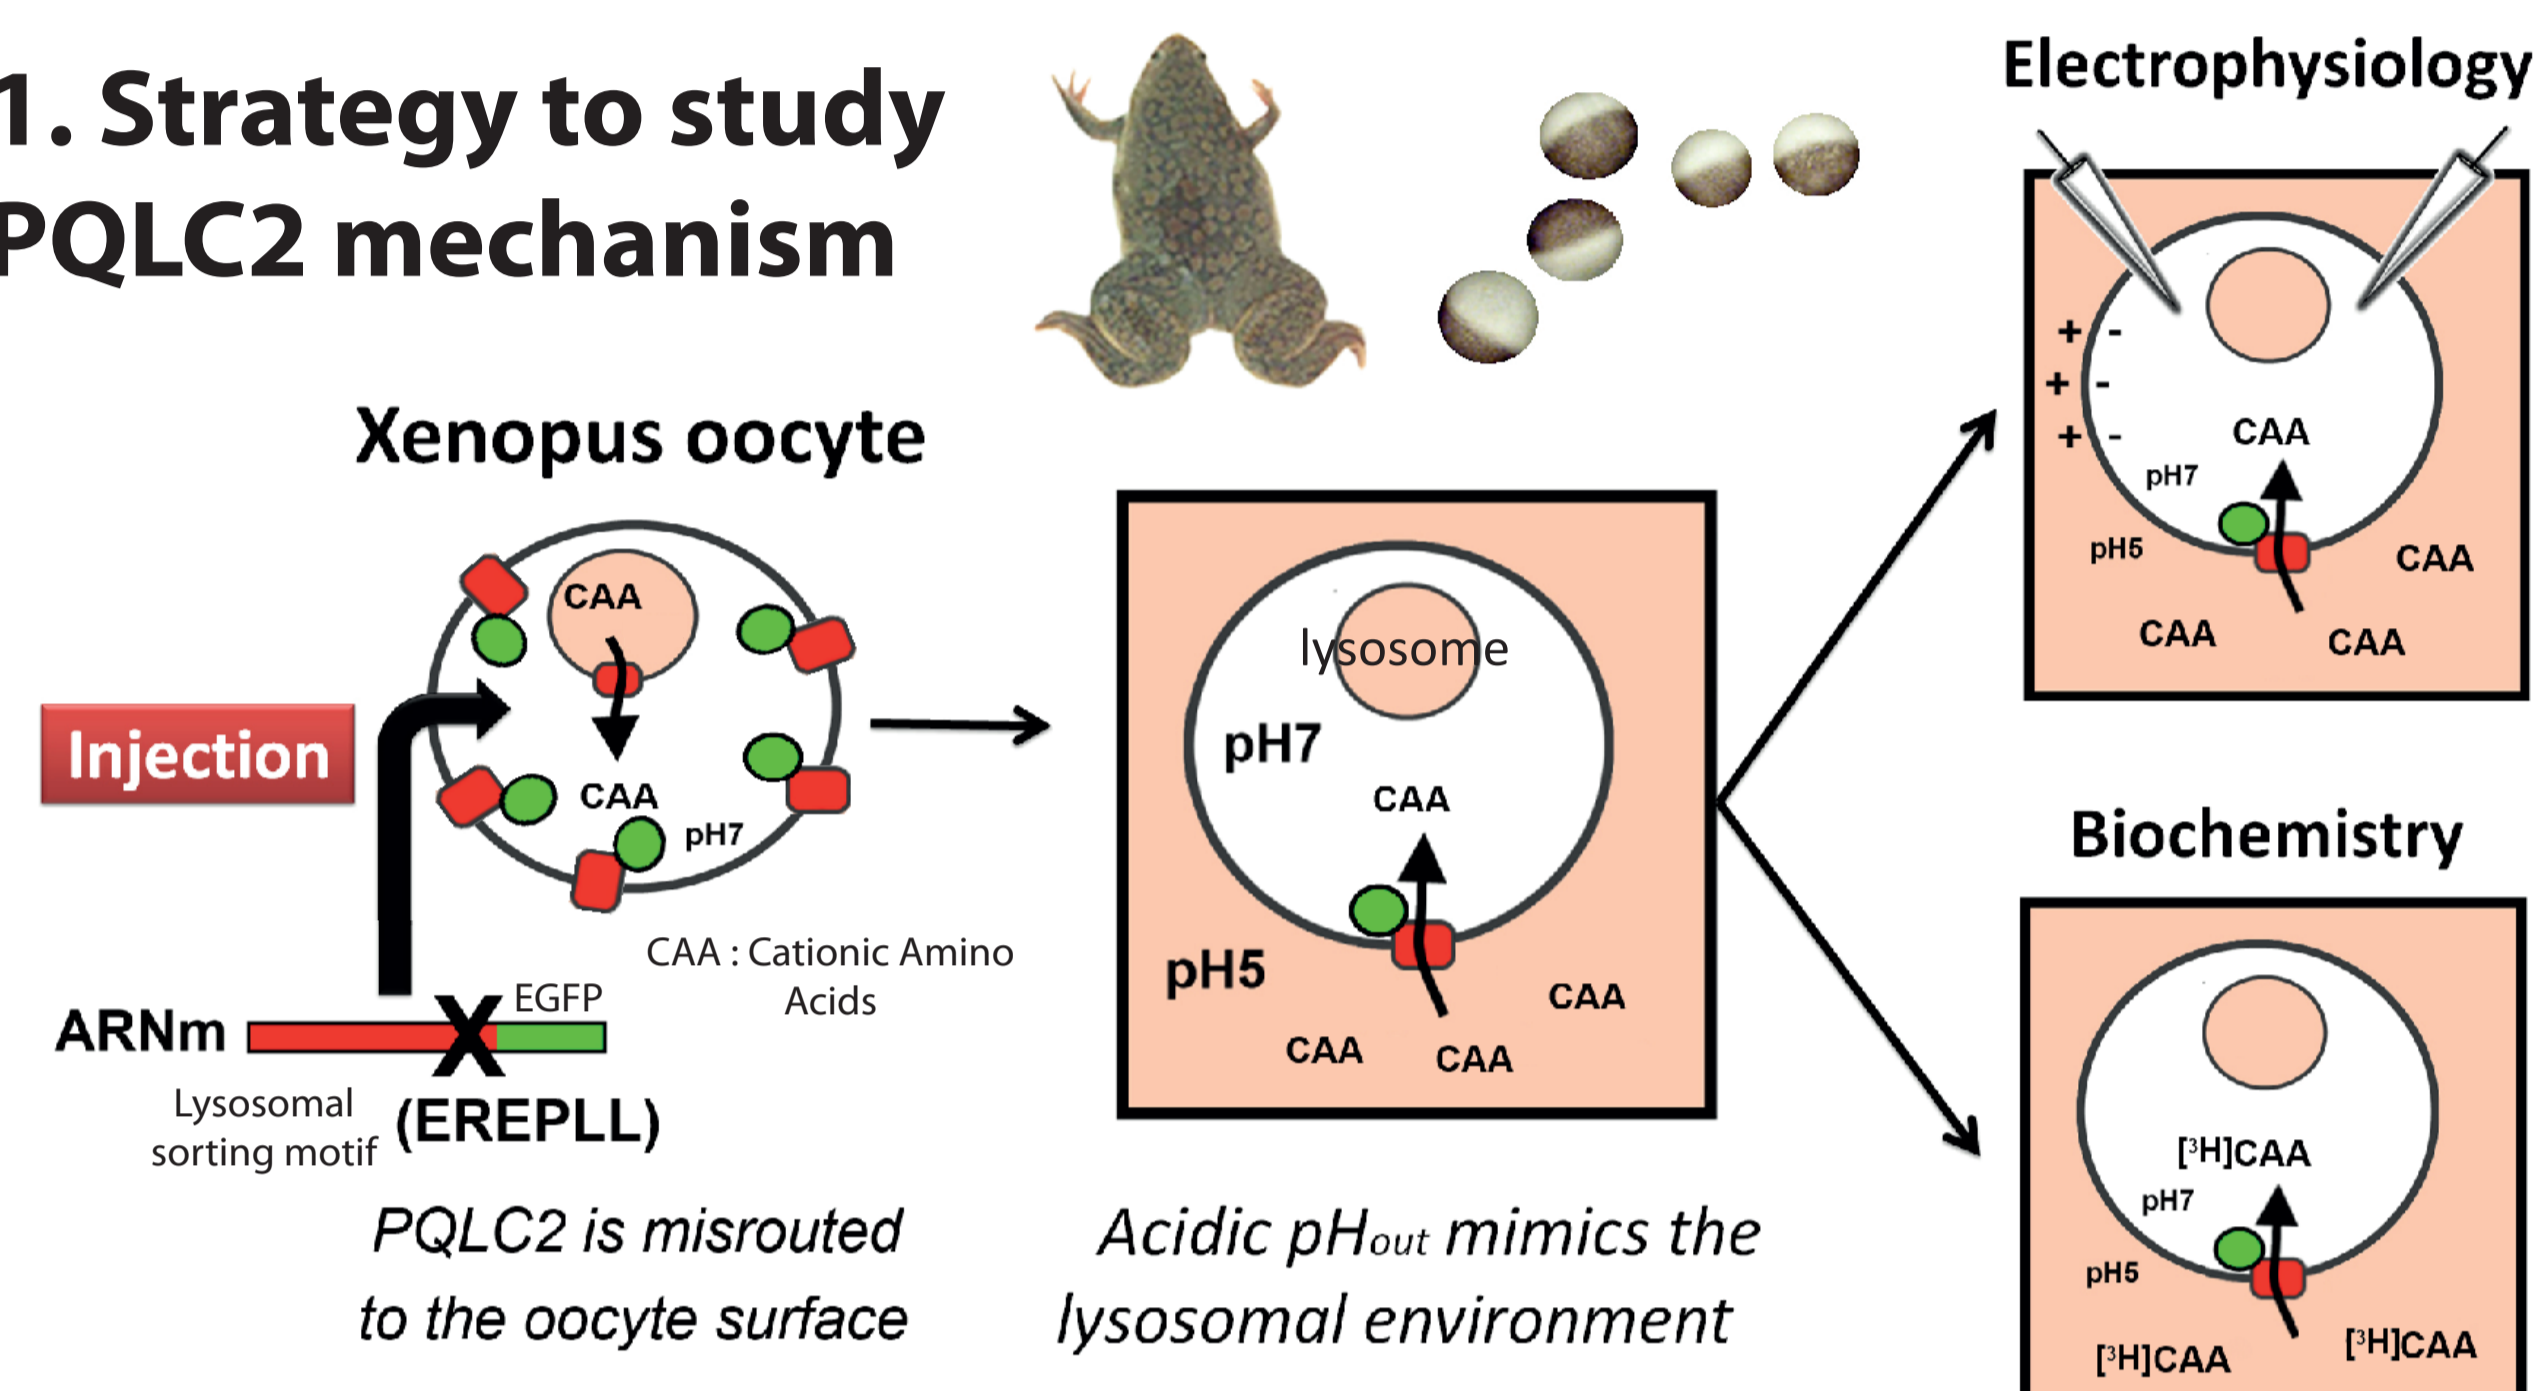 1. Strategy to study
PQLC2 mechanism
Xenopus oocyte
CAA
CAA
pH7
Injection
CAA : Cationic Amino
Acids
EGFP
ARNm
X
Lysosomal
sorting motif
(EREPLL)
PQLC2 is misrouted
to the oocyte surface
lysosome
pH7
CAA
pH5
CAA
CAA
CAA
Acidic pHout mimics the
lysosomal environment
Electrophysiology
+ -
+ -
+ -
CAA
pH7
pH5
CAA
CAA
CAA
Biochemistry
[³H]CAA
pH7
pH5
[³H]CAA
[³H]CAA